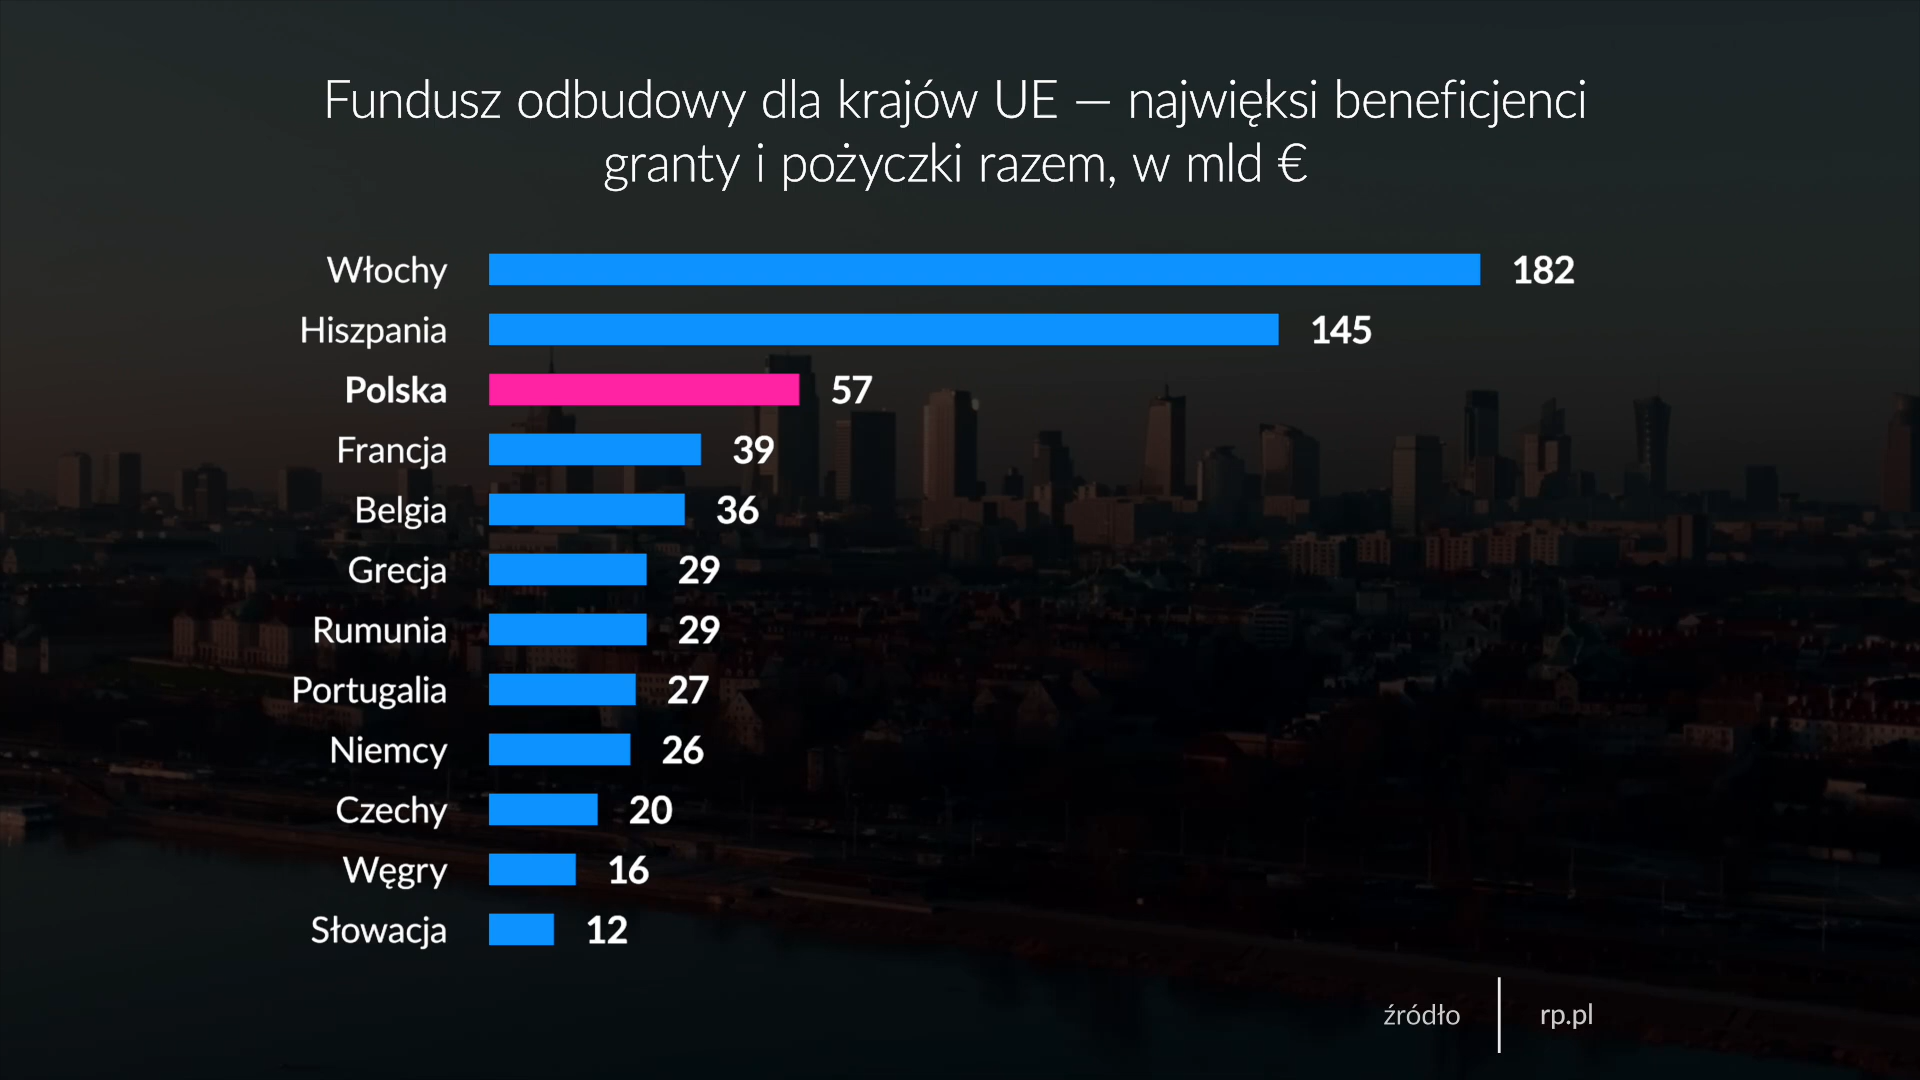 Fundusz odbudowy dla krajów UE — najwięksi beneficjenci
granty i pożyczki razem, w mld €
Włochy 182
Hiszpania 145
Polska 57
Francja 39
Belgia 36
Grecja 29
Rumunia 29
Portugalia 27
Niemcy 26
Czechy 20
Węgry 16
Słowacja 12
źródło rp.pl